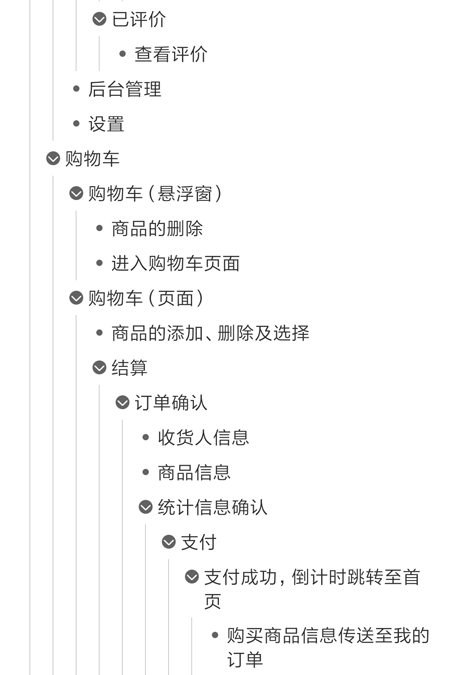 已评价
查看评价
后台管理
设置
购物车
购物车（悬浮窗）
商品的删除
进入购物车页面
购物车（页面）
商品的添加、删除及选择
结算
订单确认
收货人信息
商品信息
统计信息确认
支付
支付成功，倒计时跳转至首
页
购买商品信息传送至我的
订单